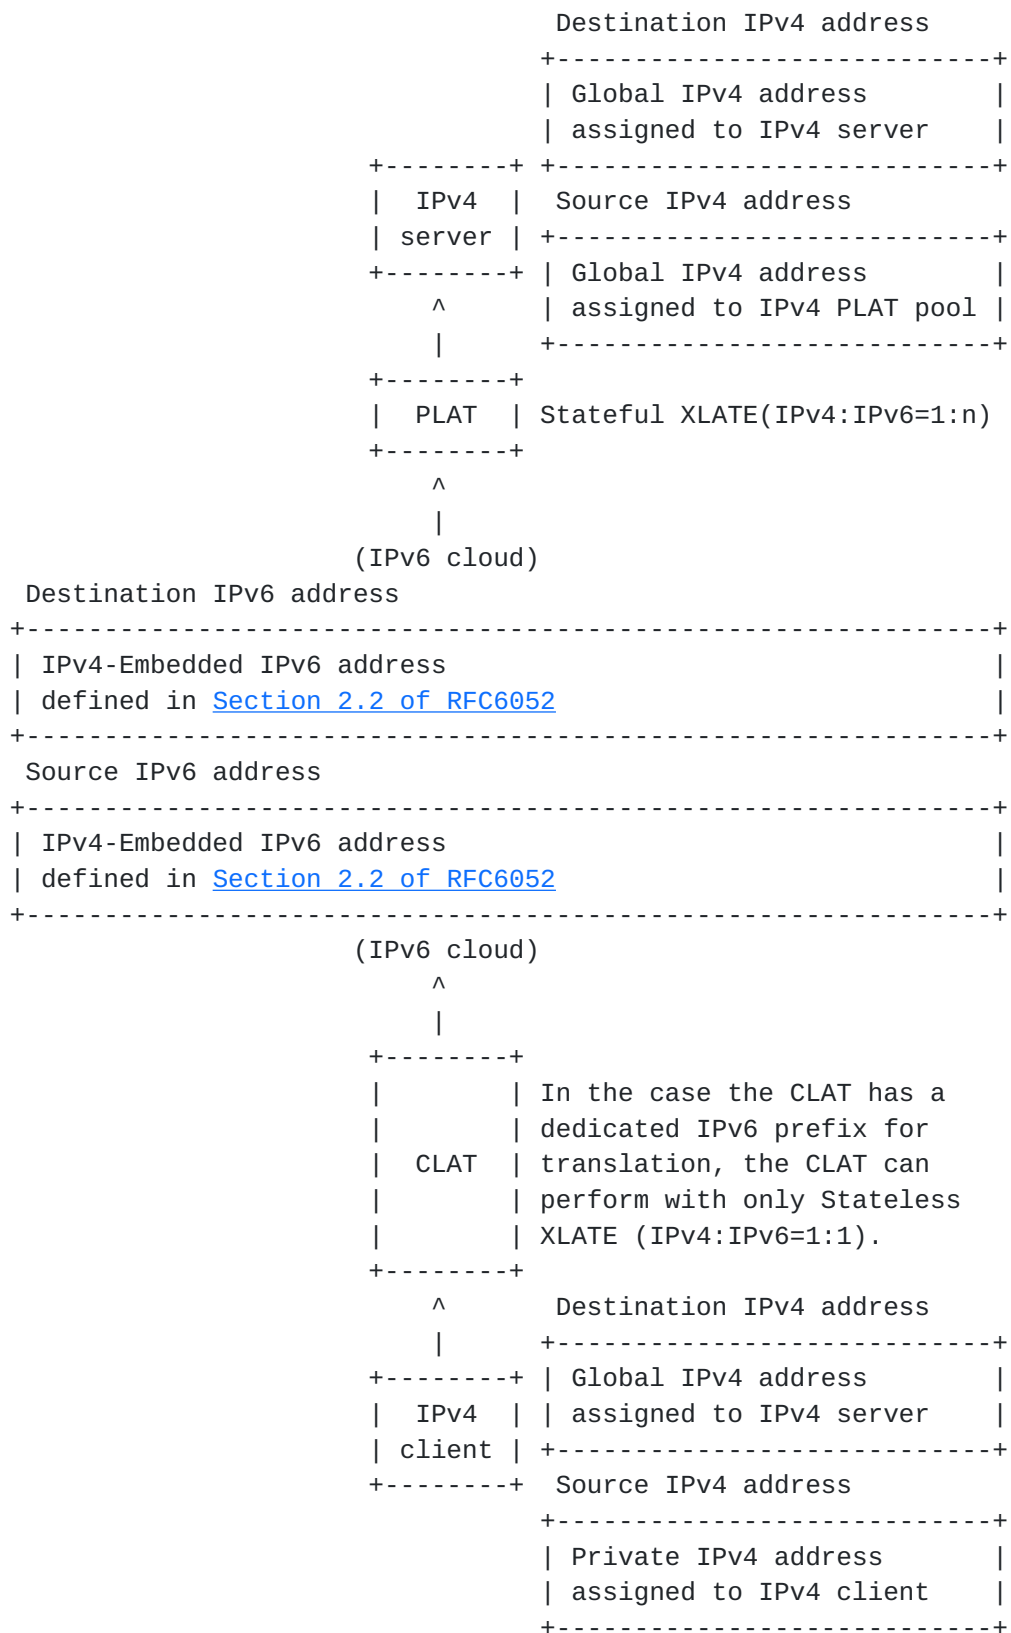 Destination IPv4 address
                                  +----------------------------+
                                  | Global IPv4 address        |
                                  | assigned to IPv4 server    |
                       +--------+ +----------------------------+
                       |  IPv4  |  Source IPv4 address
                       | server | +----------------------------+
                       +--------+ | Global IPv4 address        |
                           ^      | assigned to IPv4 PLAT pool |
                           |      +----------------------------+
                       +--------+
                       |  PLAT  | Stateful XLATE(IPv4:IPv6=1:n)
                       +--------+
                           ^
                           |
                      (IPv6 cloud)
 Destination IPv6 address
+--------------------------------------------------------------+
| IPv4-Embedded IPv6 address                                   |
| defined in Section 2.2 of RFC6052                            |
+--------------------------------------------------------------+
 Source IPv6 address
+--------------------------------------------------------------+
| IPv4-Embedded IPv6 address                                   |
| defined in Section 2.2 of RFC6052                            |
+--------------------------------------------------------------+
                      (IPv6 cloud)
                           ^
                           |
                       +--------+
                       |        | In the case the CLAT has a
                       |        | dedicated IPv6 prefix for
                       |  CLAT  | translation, the CLAT can
                       |        | perform with only Stateless
                       |        | XLATE (IPv4:IPv6=1:1).
                       +--------+
                           ^       Destination IPv4 address
                           |      +----------------------------+
                       +--------+ | Global IPv4 address        |
                       |  IPv4  | | assigned to IPv4 server    |
                       | client | +----------------------------+
                       +--------+  Source IPv4 address
                                  +----------------------------+
                                  | Private IPv4 address       |
                                  | assigned to IPv4 client    |
                                  +----------------------------+